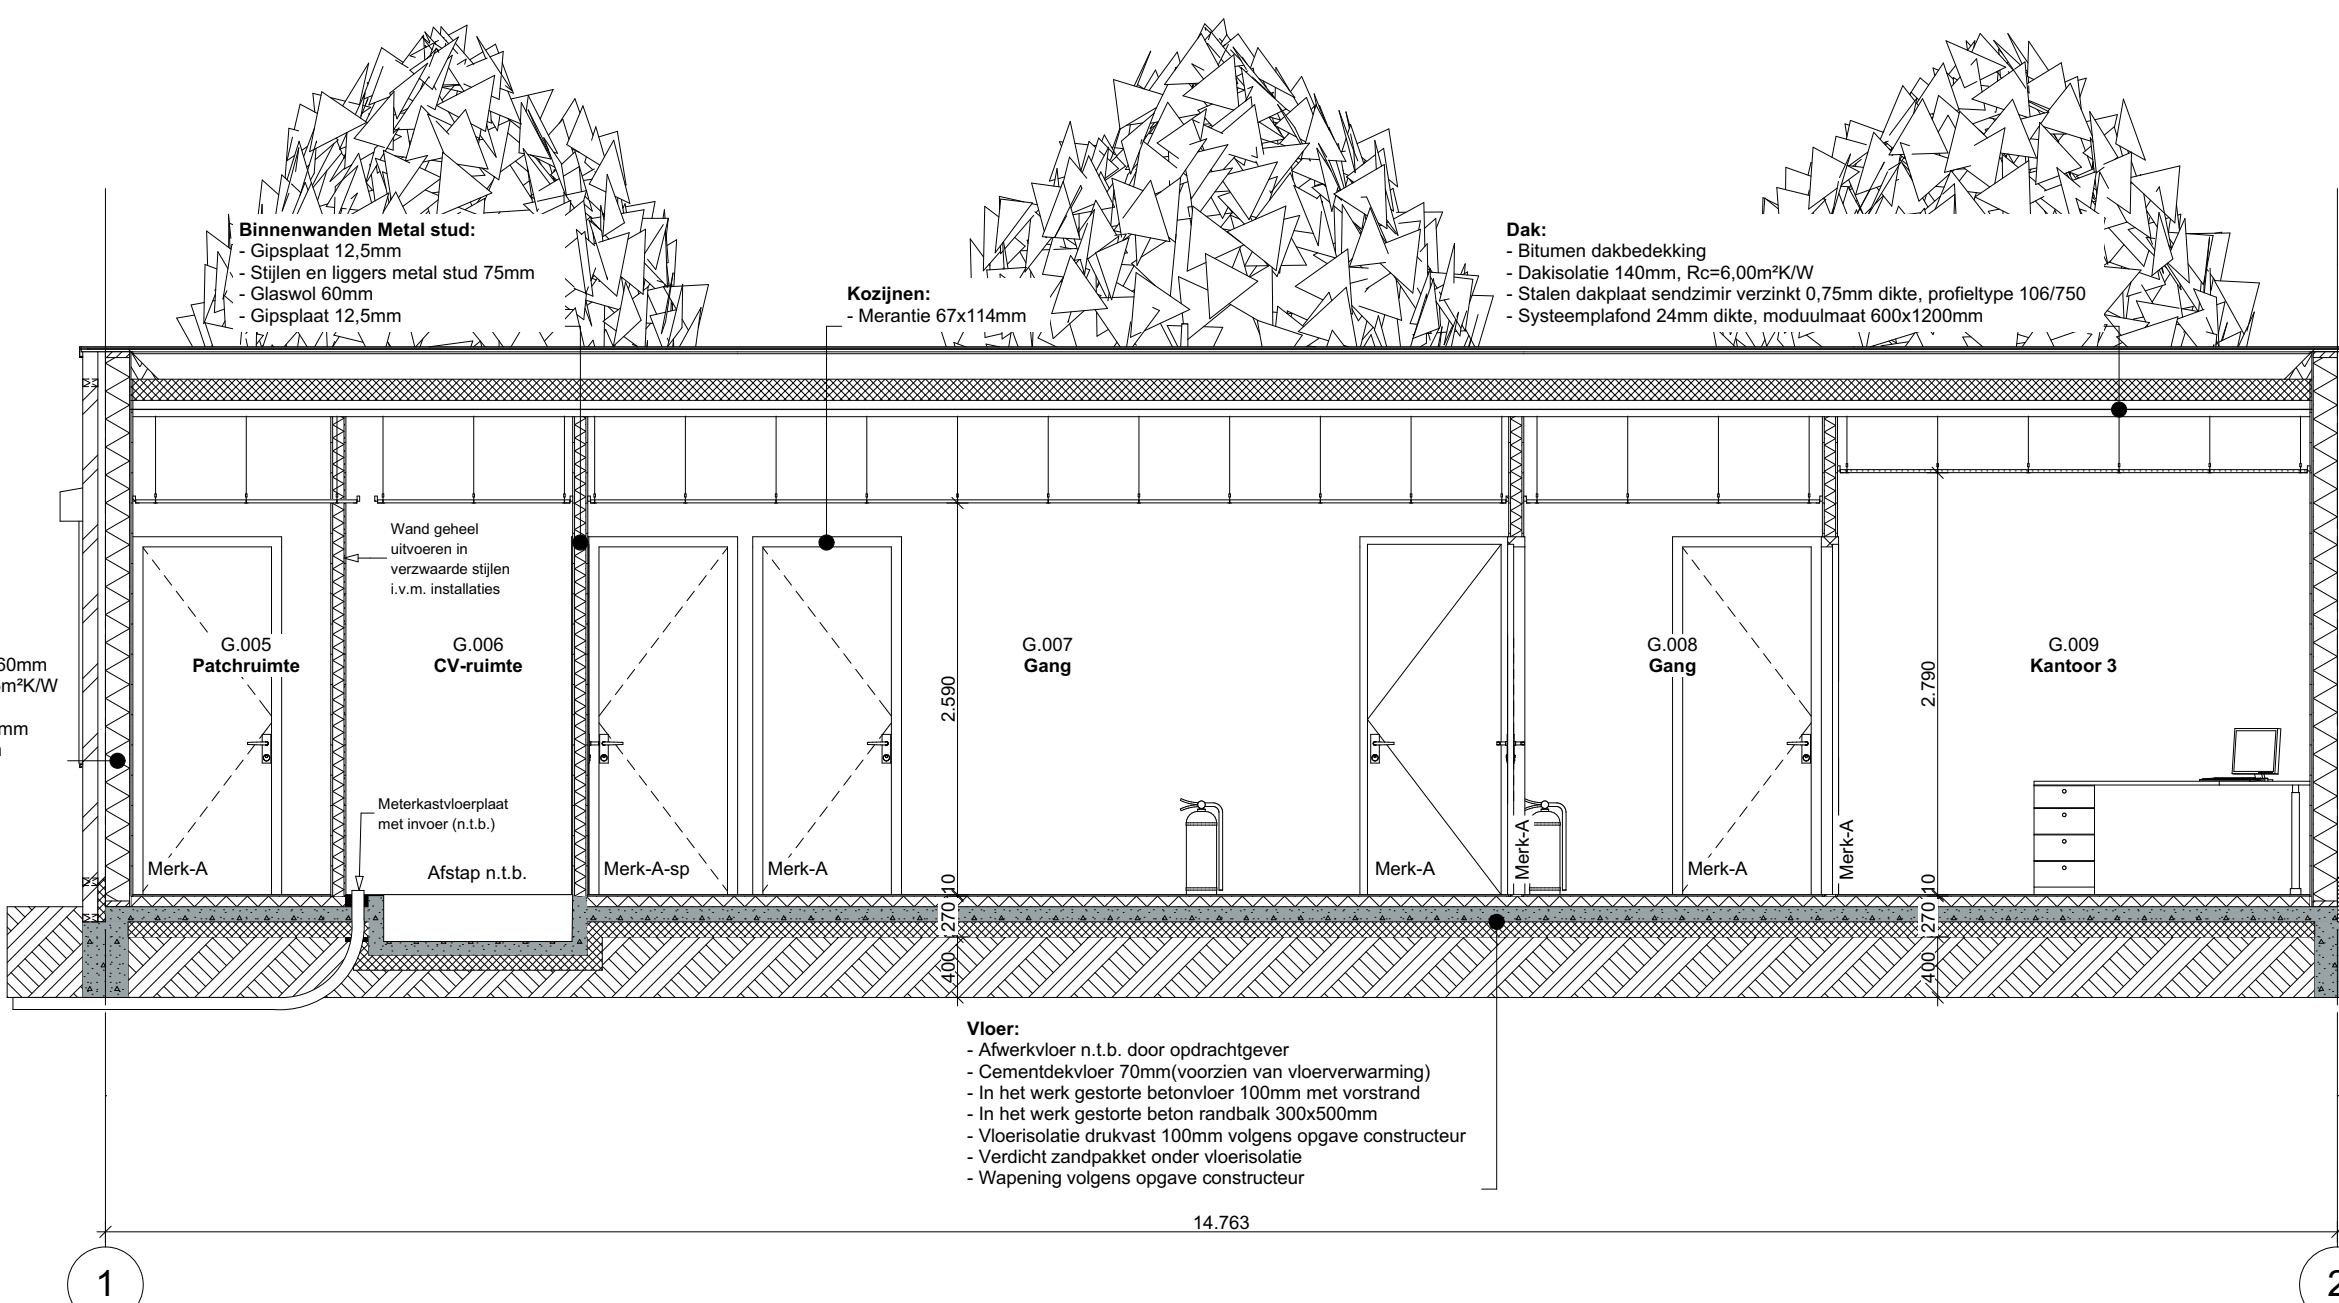 Binnenwanden Metal stud:
- Gipsplaat 12,5mm
- Stijlen en liggers metal stud 75mm
- Glaswol 60mm
- Gipsplaat 12,5mm
Kozijnen:
- Merantie 67x114mm
Dak:
- Bitumen dakbedekking
- Dakisolatie 140mm, Rc=6,00m²K/W
- Stalen dakplaat sendzimir verzinkt 0,75mm dikte, profieltype 106/750
- Systeemplafond 24mm dikte, moduulmaat 600x1200mm
Wand geheel
uitvoeren in
verzwaarde stijlen
i.v.m. installaties
G.005
Patchruimte
G.006
CV-ruimte
G.007
Gang
G.008
Gang
G.009
Kantoor 3
60mm
m²K/W
mm
2.590
2.790
Meterkastvloerplaat
met invoer (n.t.b.)
Afstap n.t.b.
Merk-A
Merk-A-sp
Merk-A
Merk-A
Merk-A
Merk-A
Merk-A
10
270
400
10
270
400
Vloer:
- Afwerkvloer n.t.b. door opdrachtgever
- Cementdekvloer 70mm(voorzien van vloerverwarming)
- In het werk gestorte betonvloer 100mm met vorstrand
- In het werk gestorte beton randbalk 300x500mm
- Vloerisolatie drukvast 100mm volgens opgave constructeur
- Verdicht zandpakket onder vloerisolatie
- Wapening volgens opgave constructeur
14.763
1
2